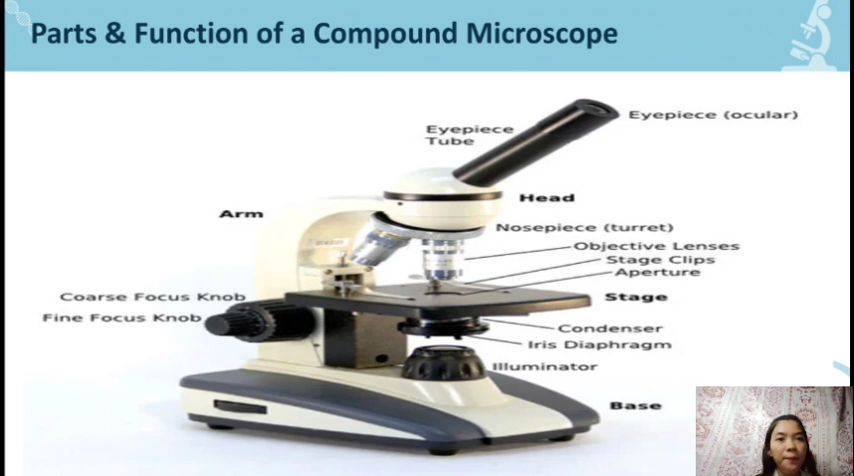 Parts & Function of a Compound Microscope
Eyepiece (ocular)
Eyepiece
Tube
Head
Arm
Nosepiece (turret)
Objective Lenses
Stage Clips
Aperture
Coarse Focus Knob
Stage
Fine Focus Knob
Condenser
Iris Diaphragm
Illuminator
Base